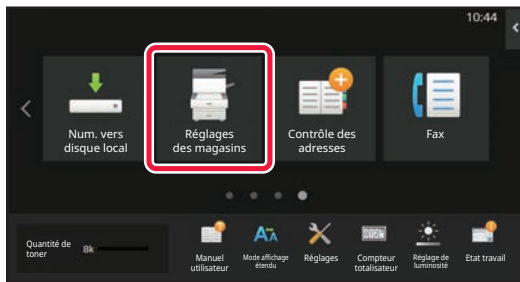 10:44
Num. vers
disque local
Réglages
des magasins
Contrôle des
adresses
Fax
Quantité de
toner
Bk
Manuel
utilisateur
Mode affichage
étendu
Réglages
Compteur
totalisateur
Réglage de
luminosité
Etat travail